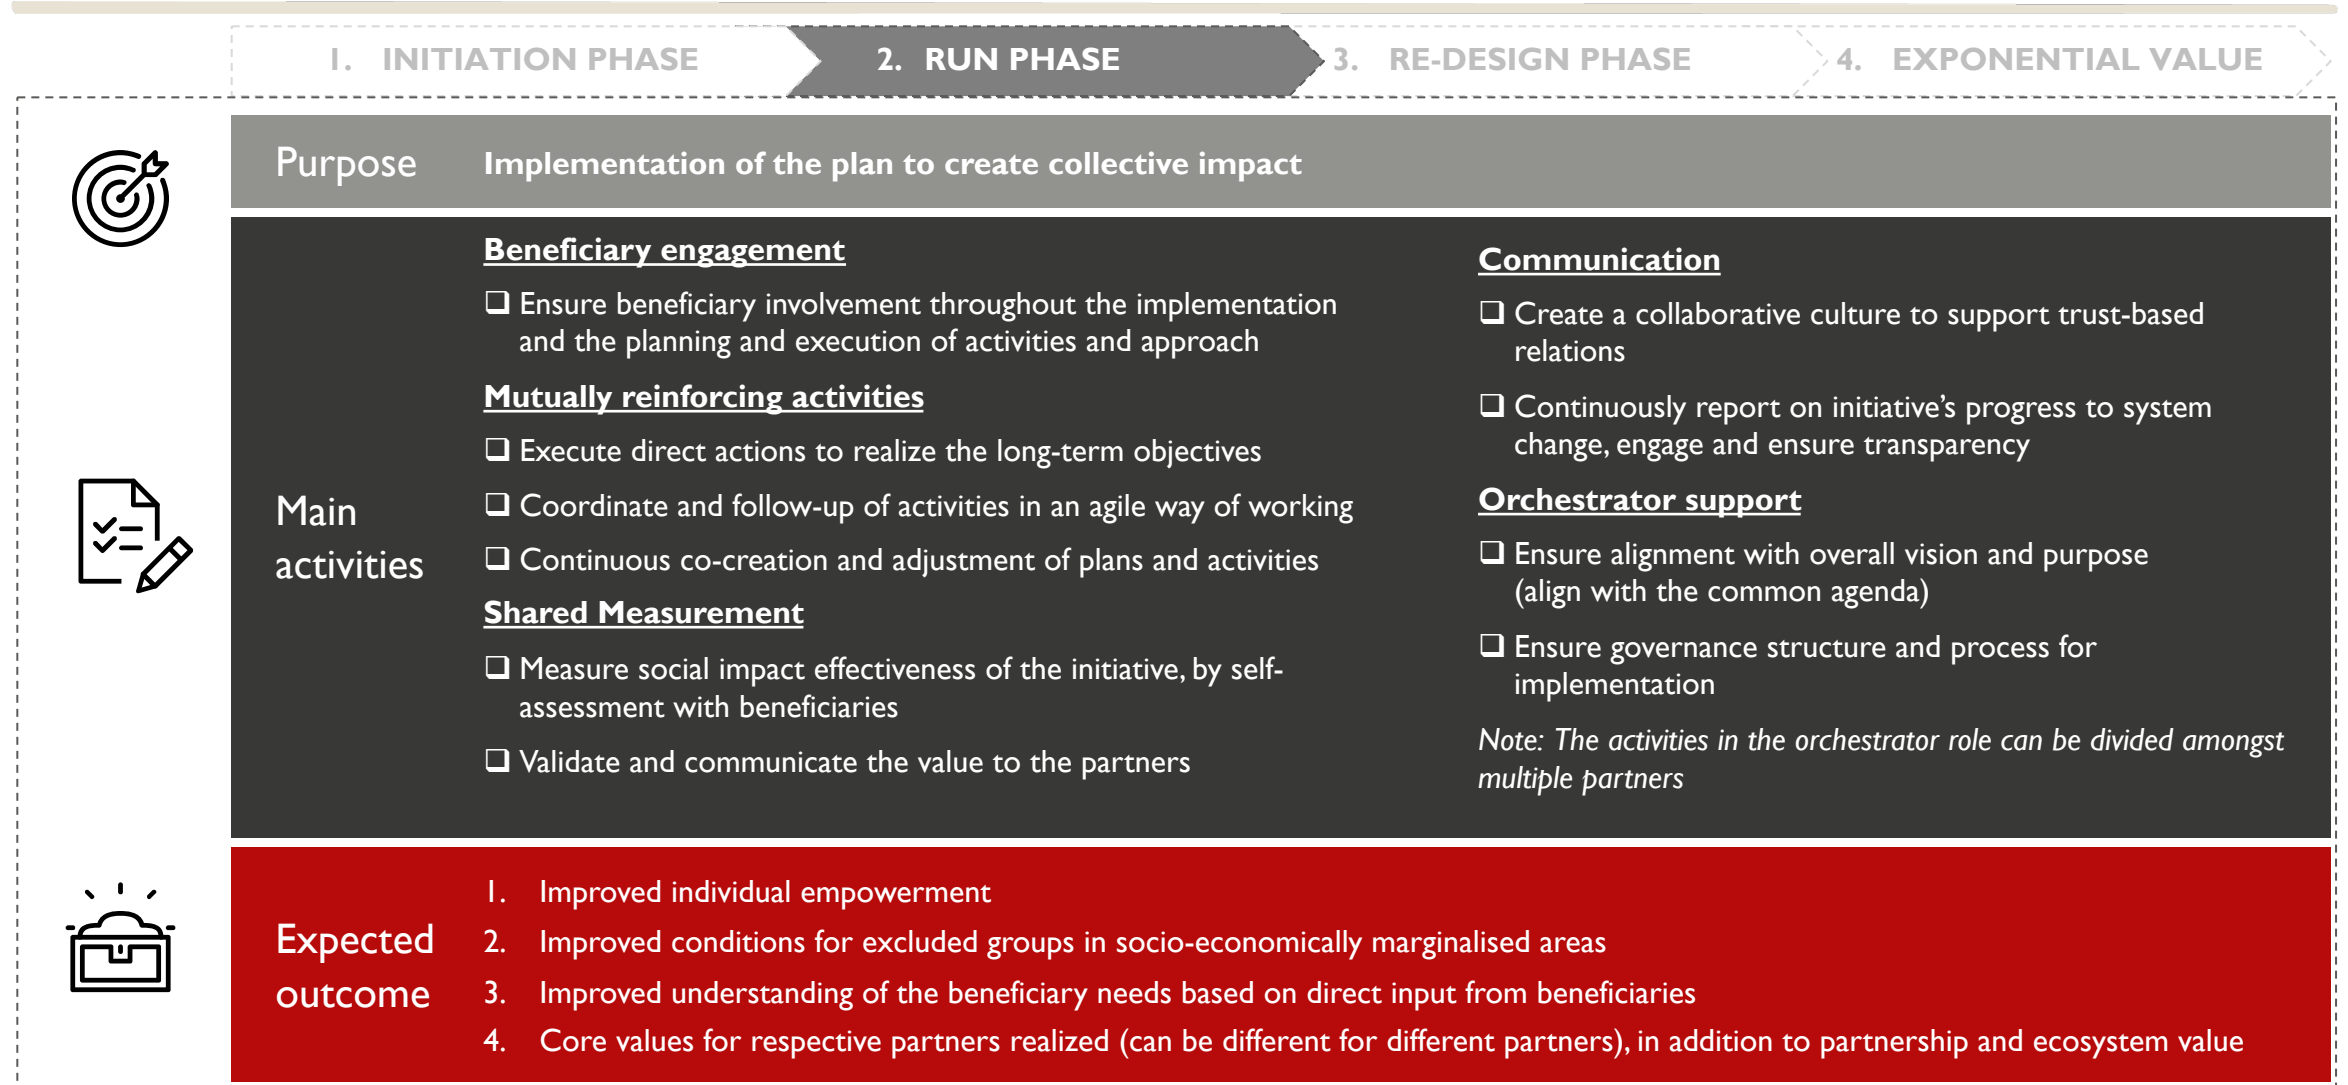 1. INITIATION PHASE
2. RUN PHASE
3. RE-DESIGN PHASE
4. EXPONENTIAL VALUE
Purpose
Implementation of the plan to create collective impact
Main
activities
Beneficiary engagement
❑ Ensure beneficiary involvement throughout the implementation
and the planning and execution of activities and approach
Mutually reinforcing activities
❑ Execute direct actions to realize the long-term objectives
❑ Coordinate and follow-up of activities in an agile way of working
❑ Continuous co-creation and adjustment of plans and activities
Shared Measurement
❑ Measure social impact effectiveness of the initiative, by self-
assessment with beneficiaries
❑ Validate and communicate the value to the partners
Communication
❑ Create a collaborative culture to support trust-based
relations
❑ Continuously report on initiative’s progress to system
change, engage and ensure transparency
Orchestrator support
❑ Ensure alignment with overall vision and purpose
(align with the common agenda)
❑ Ensure governance structure and process for
implementation
Note: The activities in the orchestrator role can be divided amongst
multiple partners
Expected
outcome
1. Improved individual empowerment
2. Improved conditions for excluded groups in socio-economically marginalised areas
3. Improved understanding of the beneficiary needs based on direct input from beneficiaries
4. Core values for respective partners realized (can be different for different partners), in addition to partnership and ecosystem value